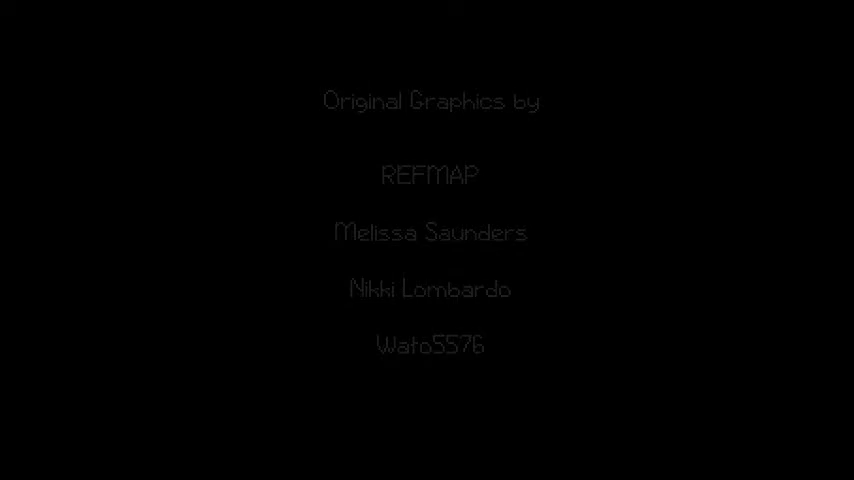 Original Graphics by
REFMAP
Melissa Saunders
Nikki Lombardo
Wato5576